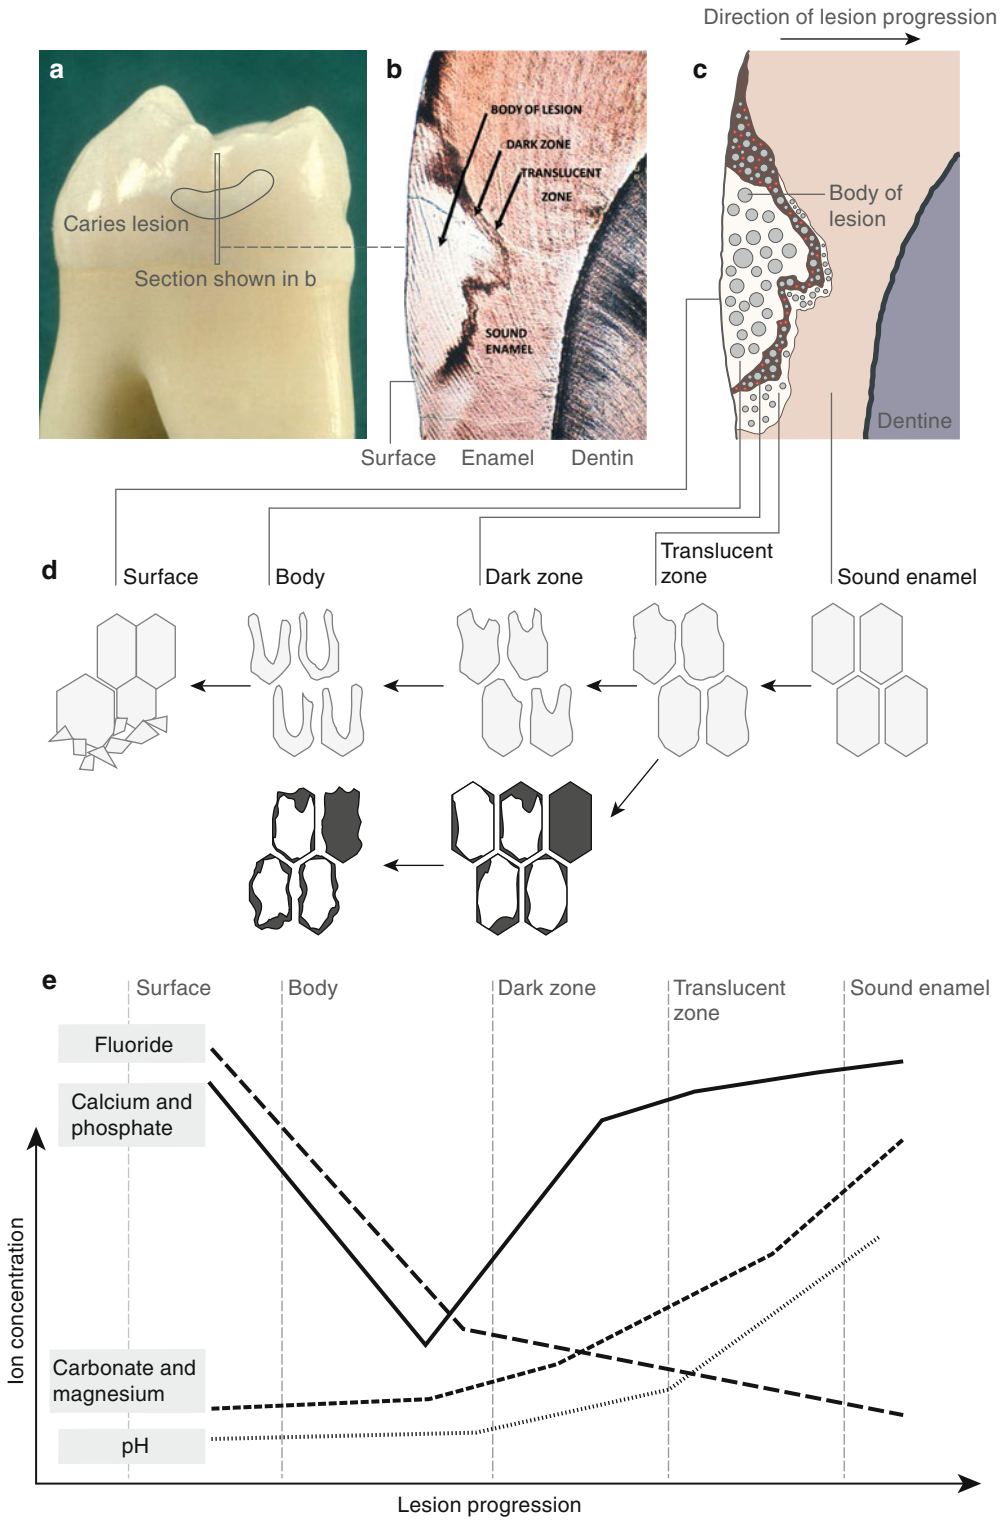 Direction of lesion progression
a
Caries lesion
Section shown in b
b
BODY OF LESION
DARK ZONE
TRANSLUCENT
ZONE
SOUND
ENAMEL
Surface
Enamel
Dentin
c
Body of
lesion
Dentine
d
Surface
Body
Dark zone
Translucent
zone
Sound enamel
e
Surface
Body
Dark zone
Translucent
zone
Sound enamel
Fluoride
Calcium and
phosphate
Carbonate and
magnesium
pH
Ion concentration
Lesion progression